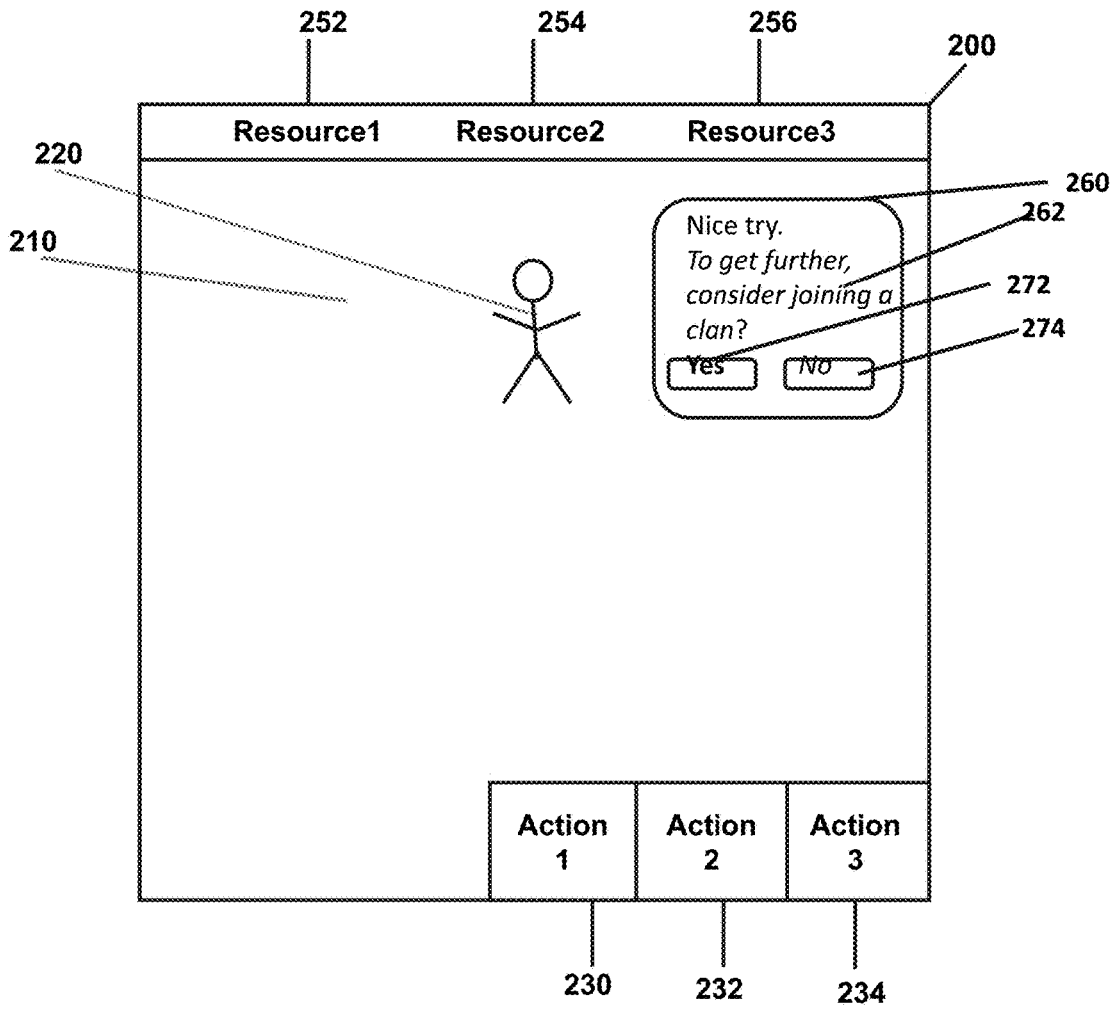 252 254 256
200
Resource1 Resource2 Resource3
220
260
Nice try.
262
210
To get further,
consider joining a
272
clan?
274
Yes No
Action Action Action
1 2 3
230 232 234